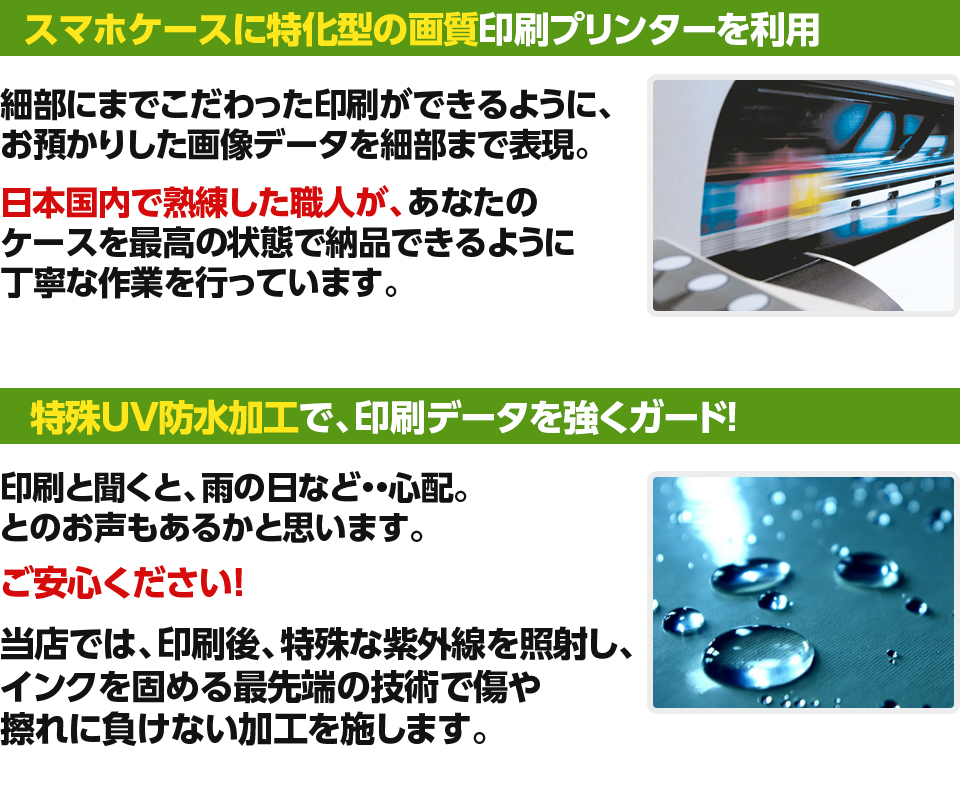 スマホケースに特化型の画質印刷プリンターを利用
細部にまでこだわった印刷ができるように、
お預かりした画像データを細部まで表現。
日本国内で熟練した職人が、あなたの
ケースを最高の状態で納品できるように
丁寧な作業を行っています。
特殊UV防水加工で、印刷データを強くガード!
印刷と聞くと、雨の日など・・心配。
とのお声もあるかと思います。
ご安心ください!
当店では、印刷後、特殊な紫外線を照射し、
インクを固める最先端の技術で傷や
擦れに負けない加工を施します。